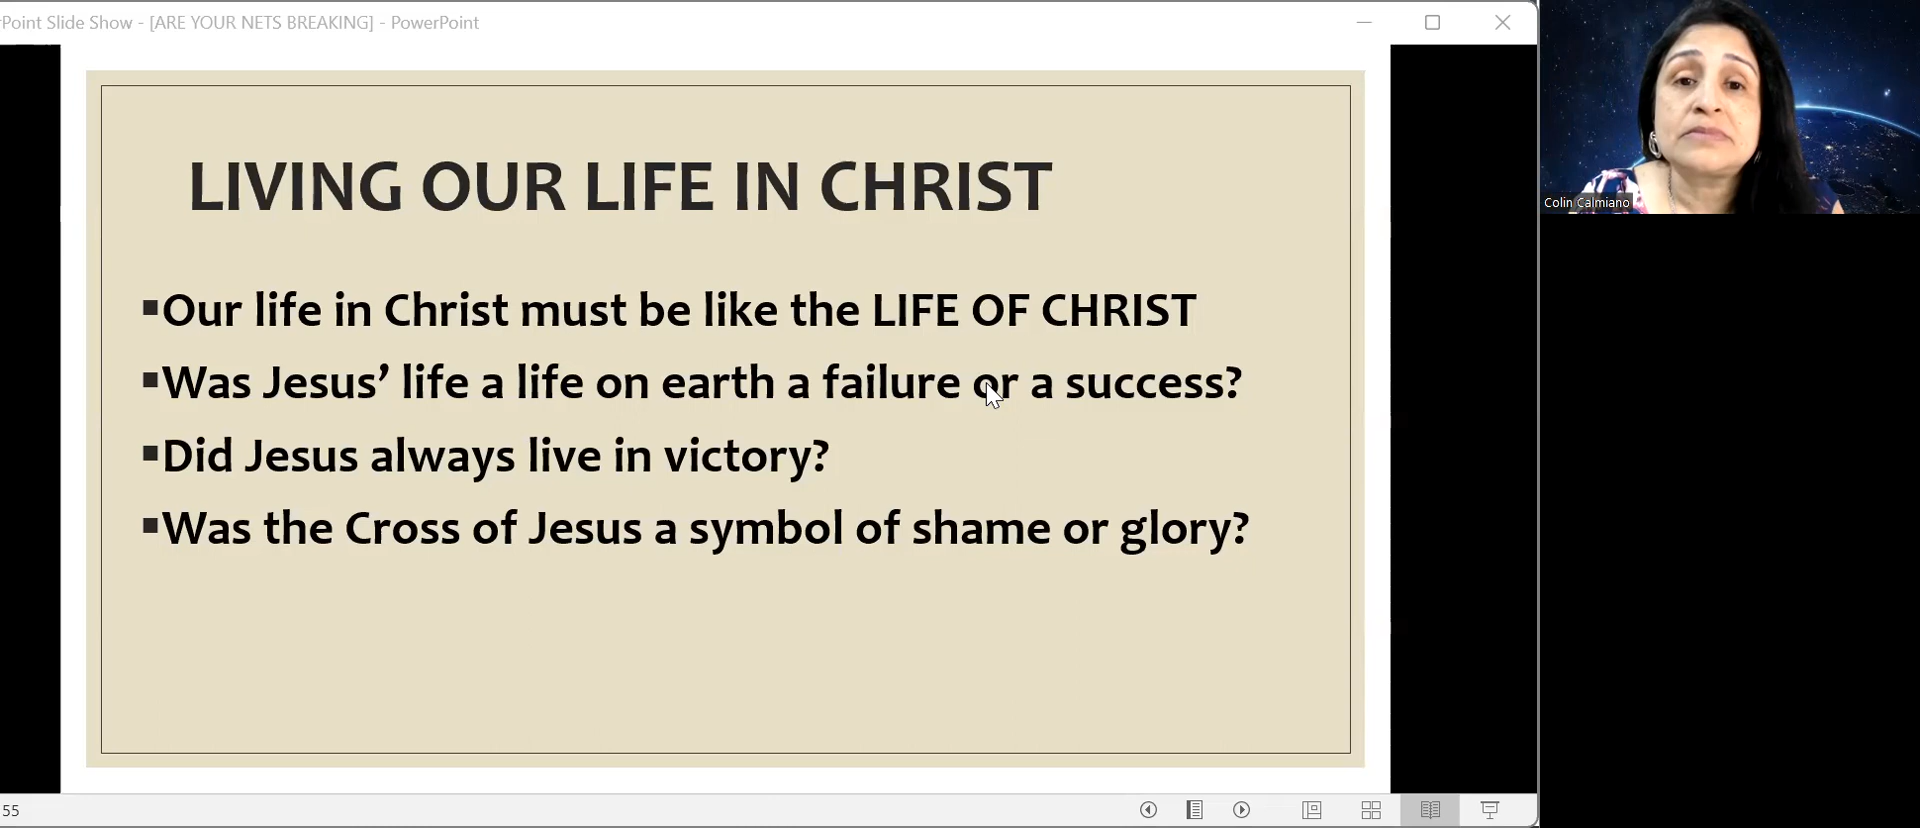 Point Slide Show - [ARE YOUR NETS BREAKING] - PowerPoint
LIVING OUR LIFE IN CHRIST
▪Our life in Christ must be like the LIFE OF CHRIST
▪Was Jesus’ life a life on earth a failure or a success?
▪Did Jesus always live in victory?
▪Was the Cross of Jesus a symbol of shame or glory?
Colin Calmiano
55